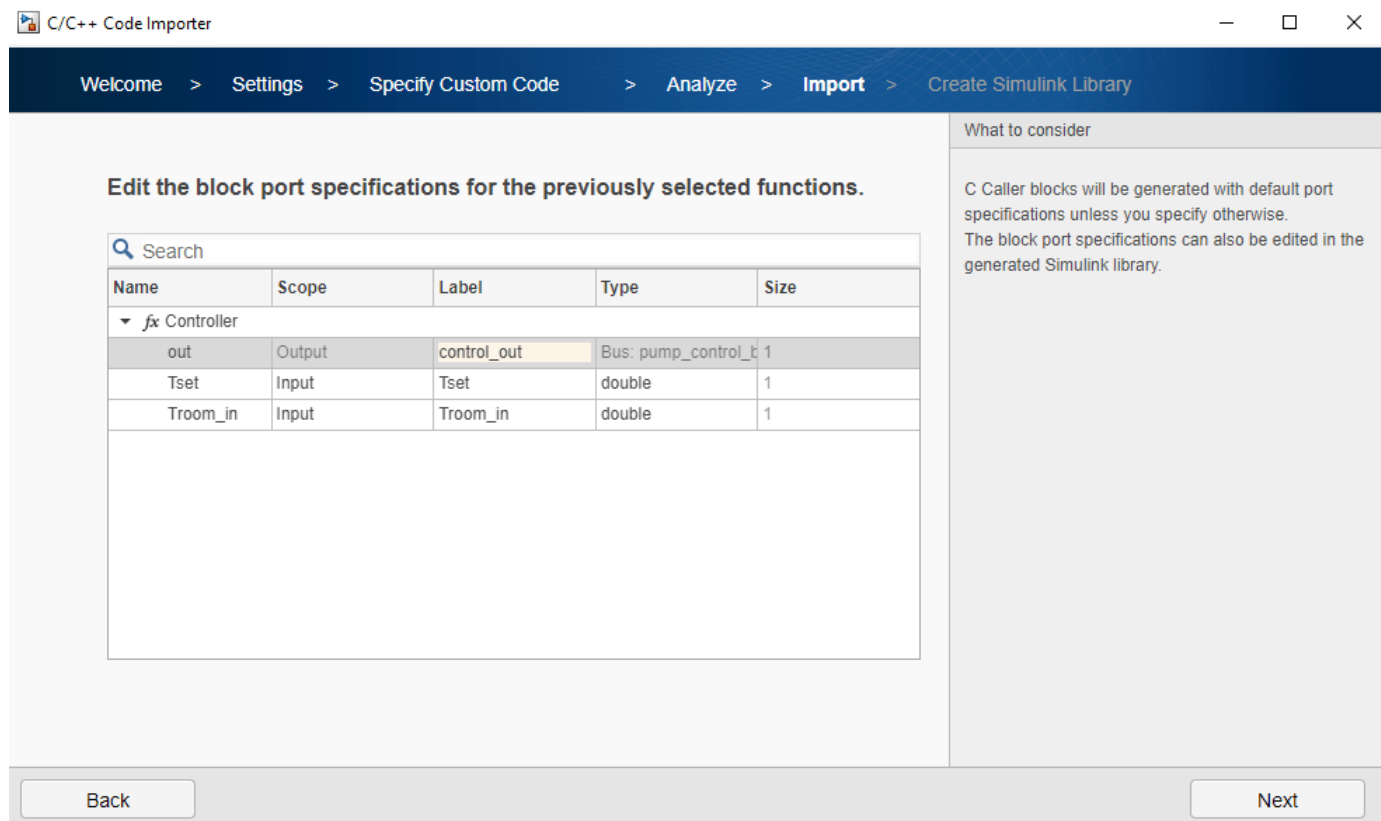 C/C++ Code Importer
Welcome > Settings > Specify Custom Code > Analyze > Import > Create Simulink Library
What to consider
C Caller blocks will be generated with default port
specifications unless you specify otherwise.
The block port specifications can also be edited in the
generated Simulink library.
Edit the block port specifications for the previously selected functions.
Search
Name Scope Label Type Size
fx Controller
out Output control_out Bus: pump_control_b 1
Tset Input Tset double 1
Troom_in Input Troom_in double 1
Back Next